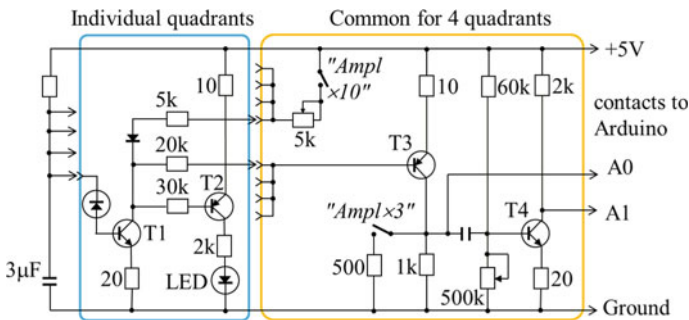 Individual quadrants
Common for 4 quadrants
+5V
"Ampl
×10"
10
5k
5k
10
60k
2k
contacts to
Arduino
20k
T3
A0
30k
T2
"Ampl×3"
T4
A1
T1
2k
3µF
20
LED
500
1k
500k
20
Ground